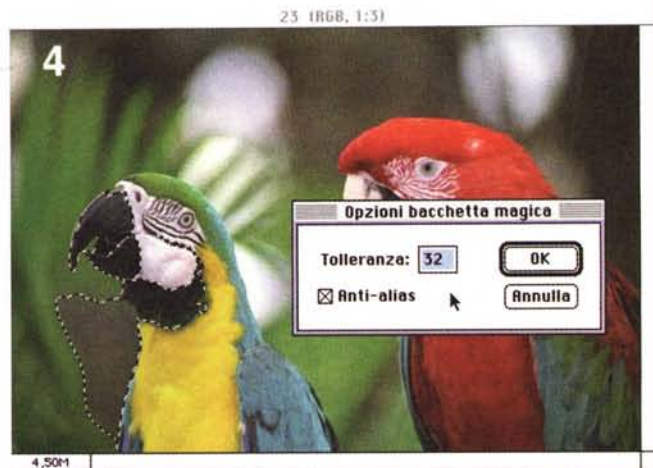 23 (RGB, 1:3)
4
Opzioni bacchetta magica
Tolleranza: 32
OK
Anti-alias
Annulla
4,50M